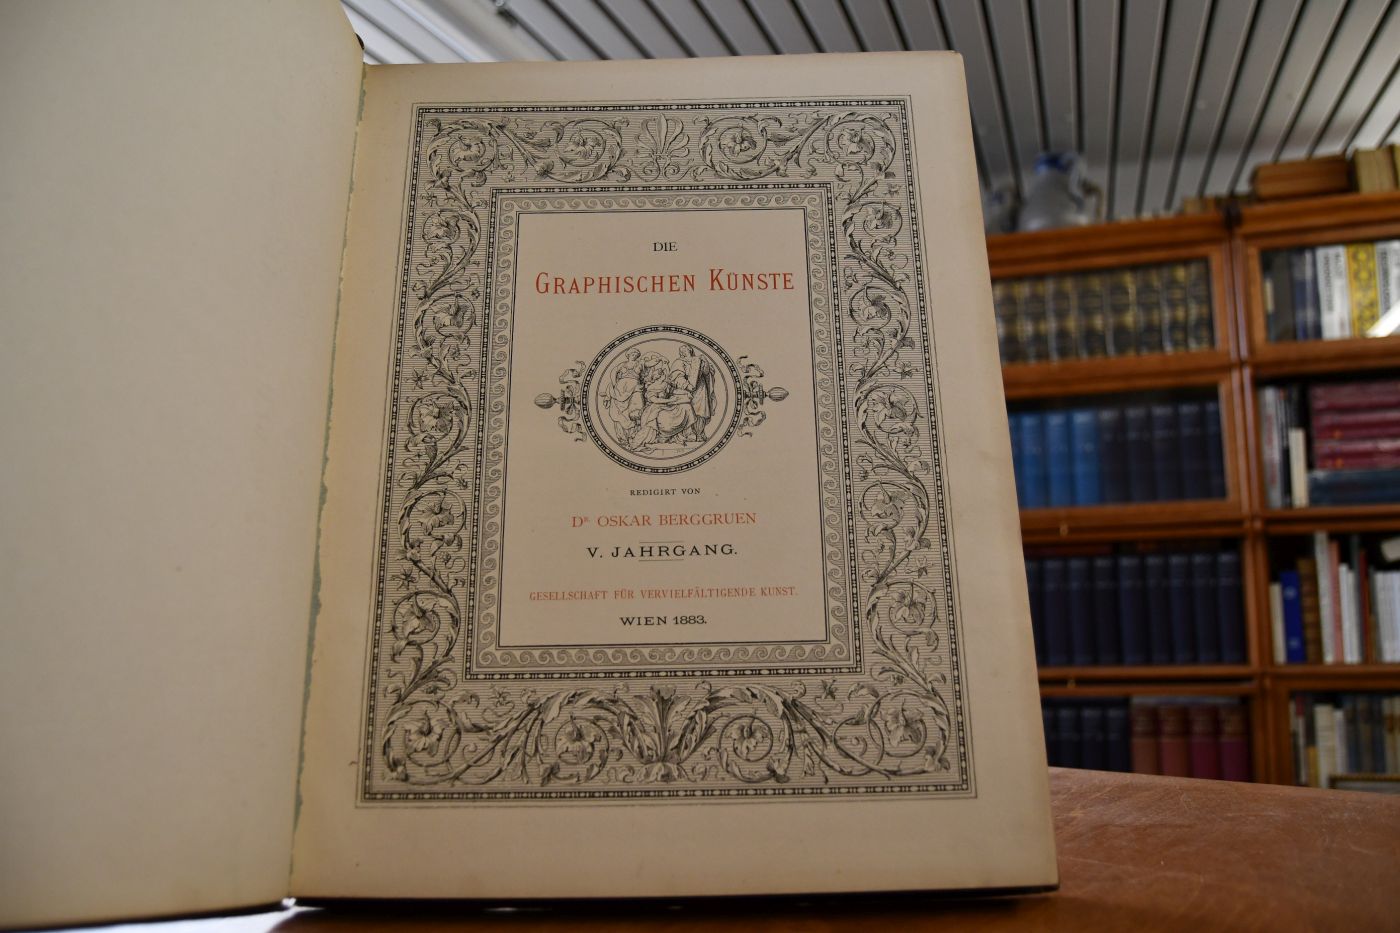 DIE
GRAPHISCHEN KÜNSTE
REDIGIRT VON
DR. OSKAR BERGGRUEN
V. JAHRGANG.
GESELLSCHAFT FÜR VERVIELFÄLTIGENDE KUNST.
WIEN 1883.